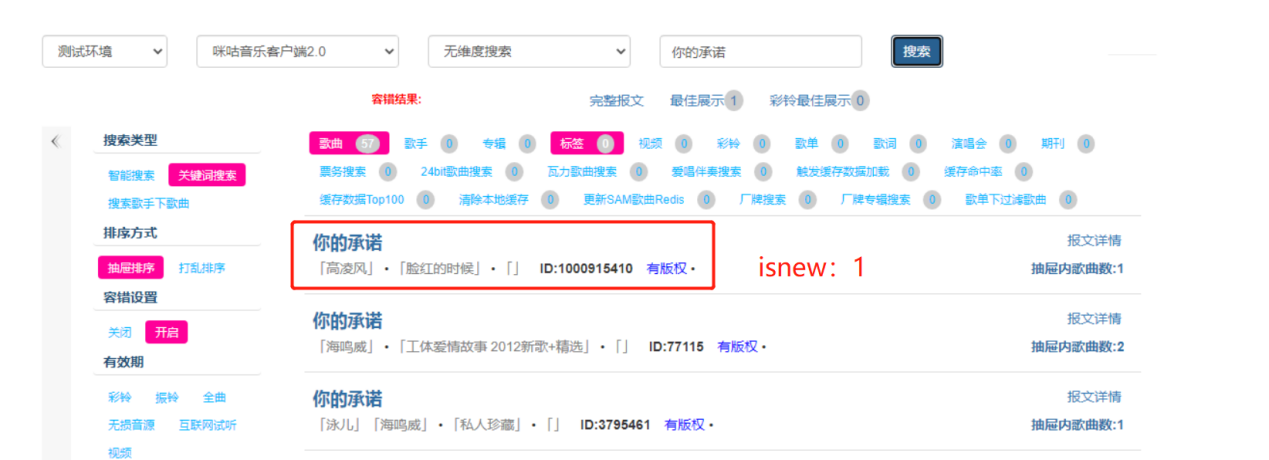 测试环境 咪咕音乐客户端2.0 无维度搜索 你的承诺 搜索
容错结果: 完整报文 最佳展示 1 彩铃最佳展示 0
搜索类型
智能搜索 关键词搜索
搜索歌手下歌曲
排序方式
抽屉排序 打乱排序
容错设置
关闭 开启
有效期
彩铃 振铃 全曲
无损音源 互联网试听
视频
歌曲 57 歌手 0 专辑 0 标签 0 视频 0 彩铃 0 歌单 0 歌词 0 演唱会 0 期刊 0
票务搜索 0 24bit歌曲搜索 0 瓦力歌曲搜索 0 爱唱伴奏搜索 0 触发缓存数据加载 0 缓存命中率 0
缓存数据Top100 0 清除本地缓存 0 更新SAM歌曲Redis 0 厂牌搜索 0 厂牌专辑搜索 0 歌单下过滤歌曲 0
你的承诺 报文详情
「高凌风」•「脸红的时候」•「」 ID:1000915410 有版权• isnew：1 抽屉内歌曲数:1
你的承诺 报文详情
「海鸣威」•「工体爱情故事 2012新歌+精选」•「」 ID:77115 有版权• 抽屉内歌曲数:2
你的承诺 报文详情
「泳儿」「海鸣威」•「私人珍藏」•「」 ID:3795461 有版权• 抽屉内歌曲数:1